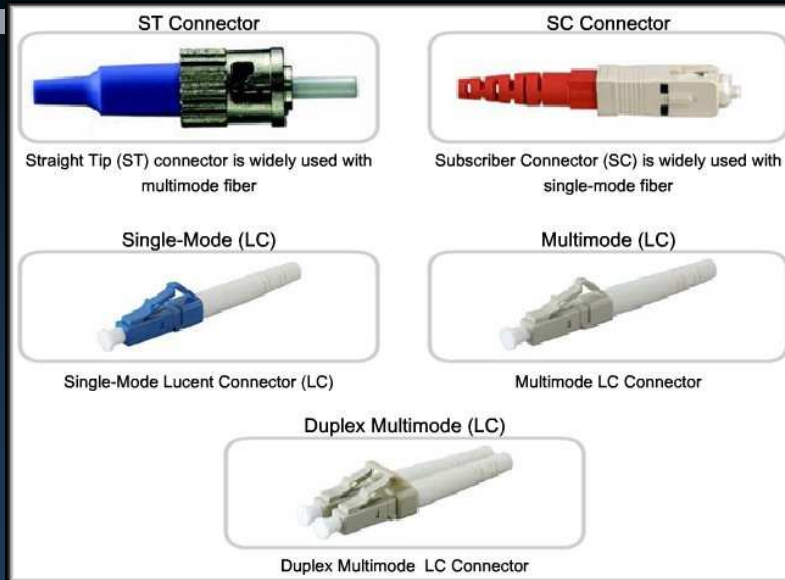 ST Connector
SC Connector
Straight Tip (ST) connector is widely used with
multimode fiber
Subscriber Connector (SC) is widely used with
single-mode fiber
Single-Mode (LC)
Multimode (LC)
Single-Mode Lucent Connector (LC)
Multimode LC Connector
Duplex Multimode (LC)
Duplex Multimode LC Connector